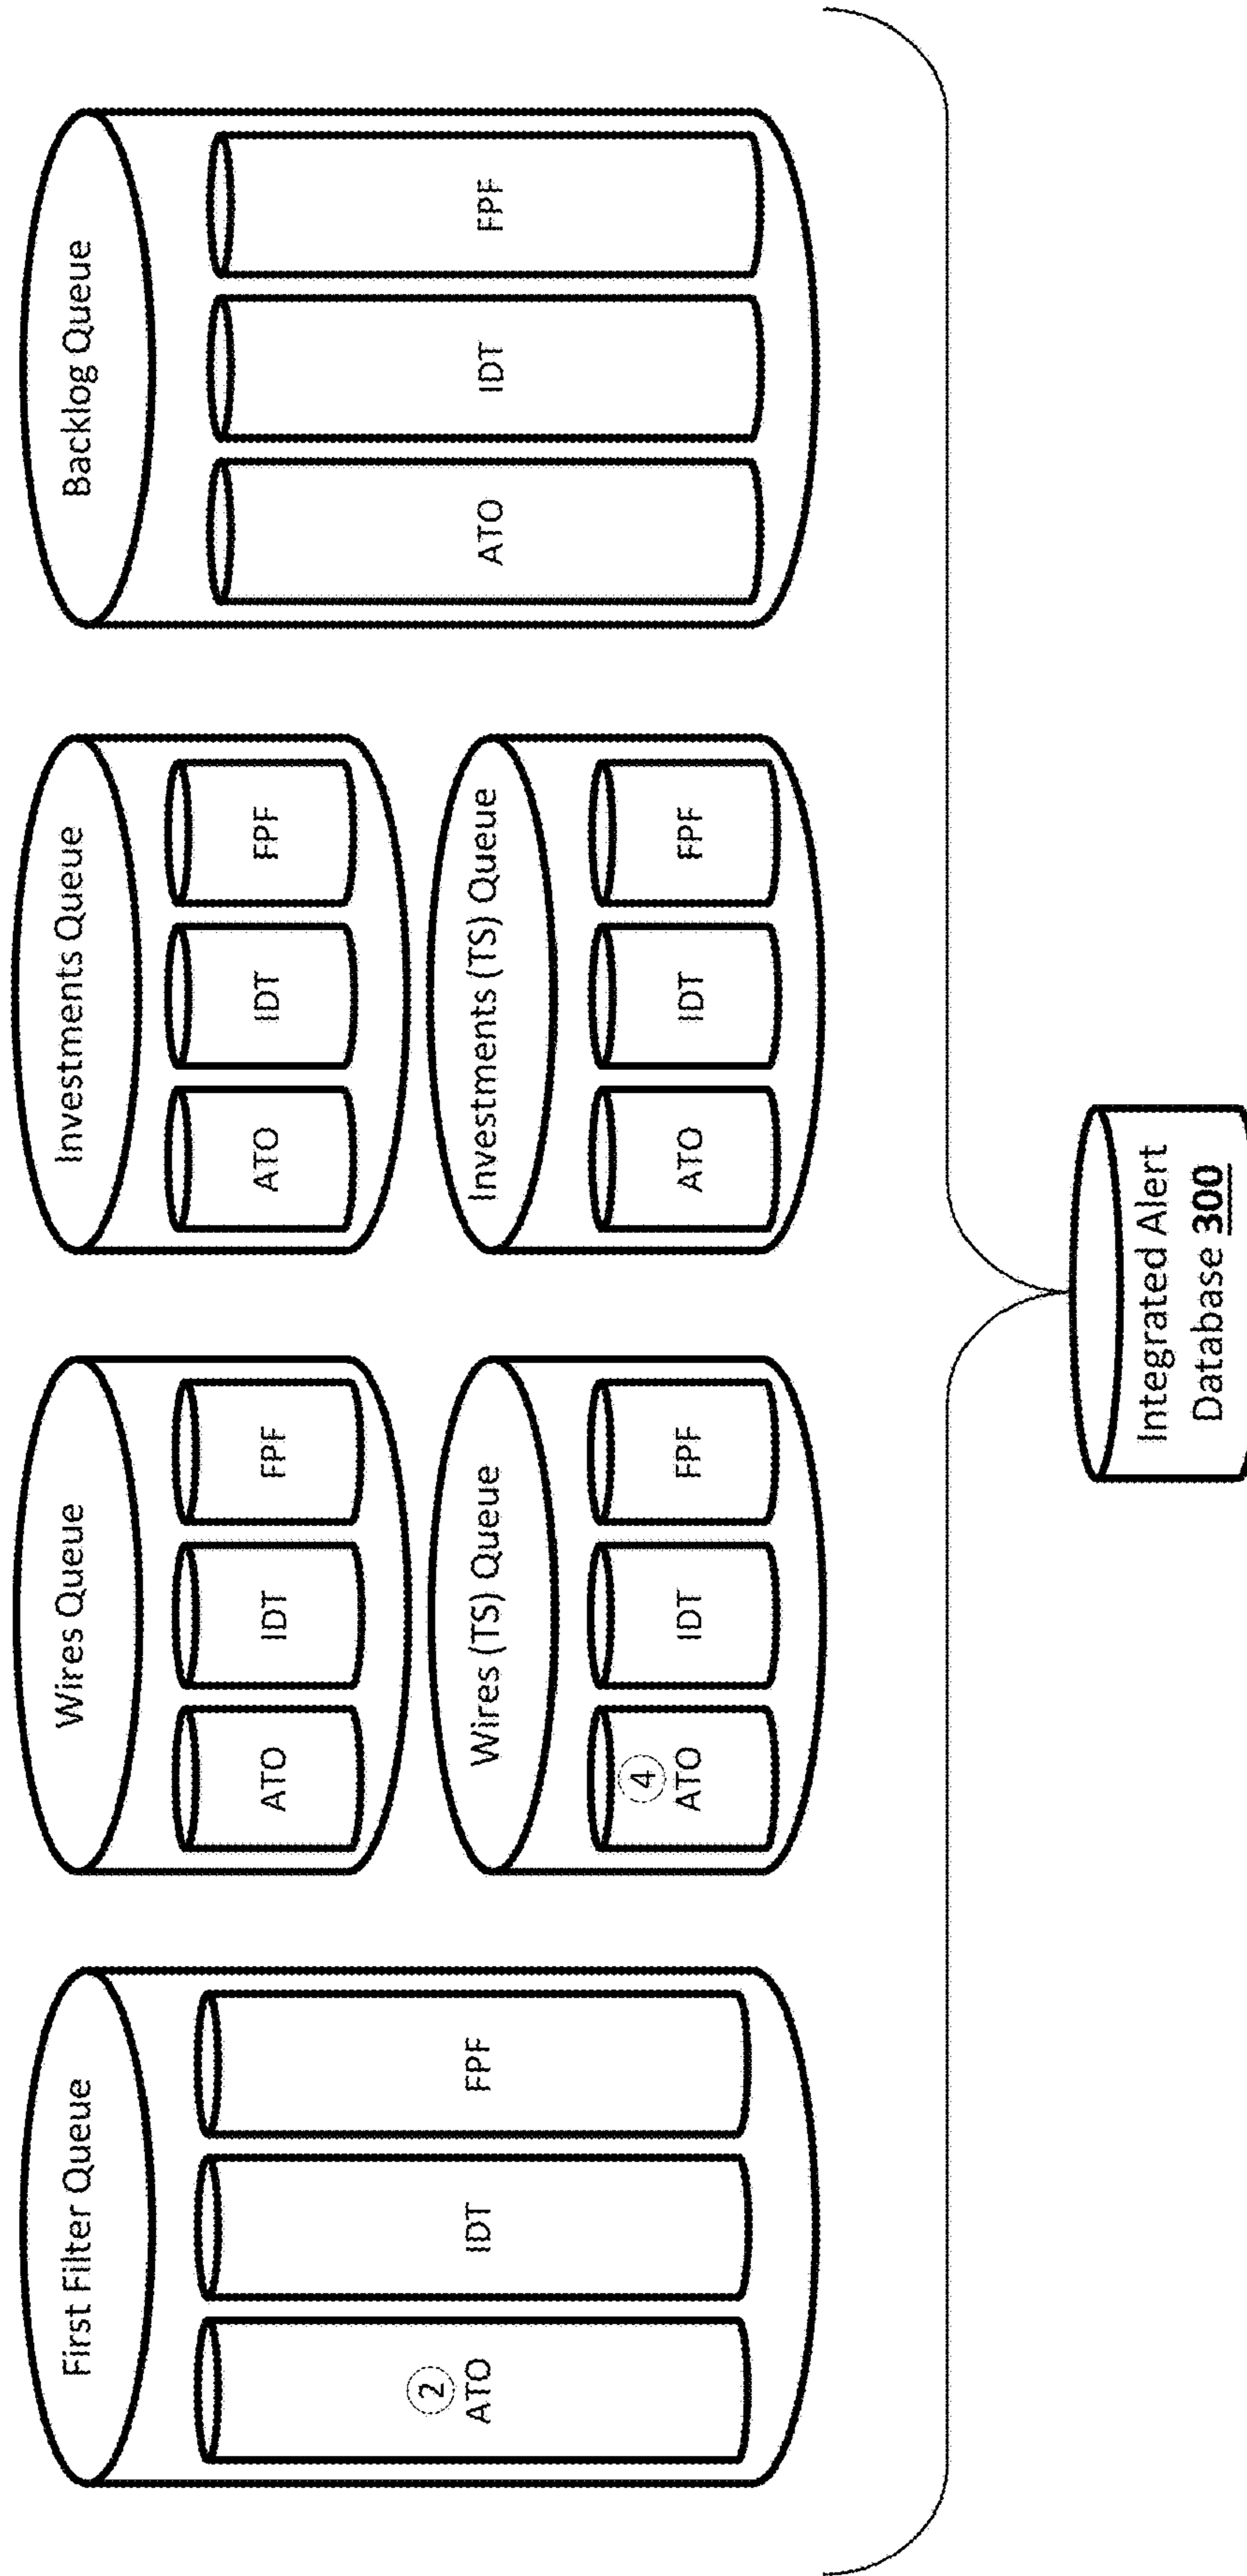 First Filter Queue
② 
ATO
IDT
FPF
Wires Queue
ATO
IDT
FPF
Wires (TS) Queue
④
ATO
IDT
FPF
Investments Queue
ATO
IDT
FPF
Investments (TS) Queue
ATO
IDT
FPF
Backlog Queue
ATO
IDT
FPF
Integrated Alert
Database 300